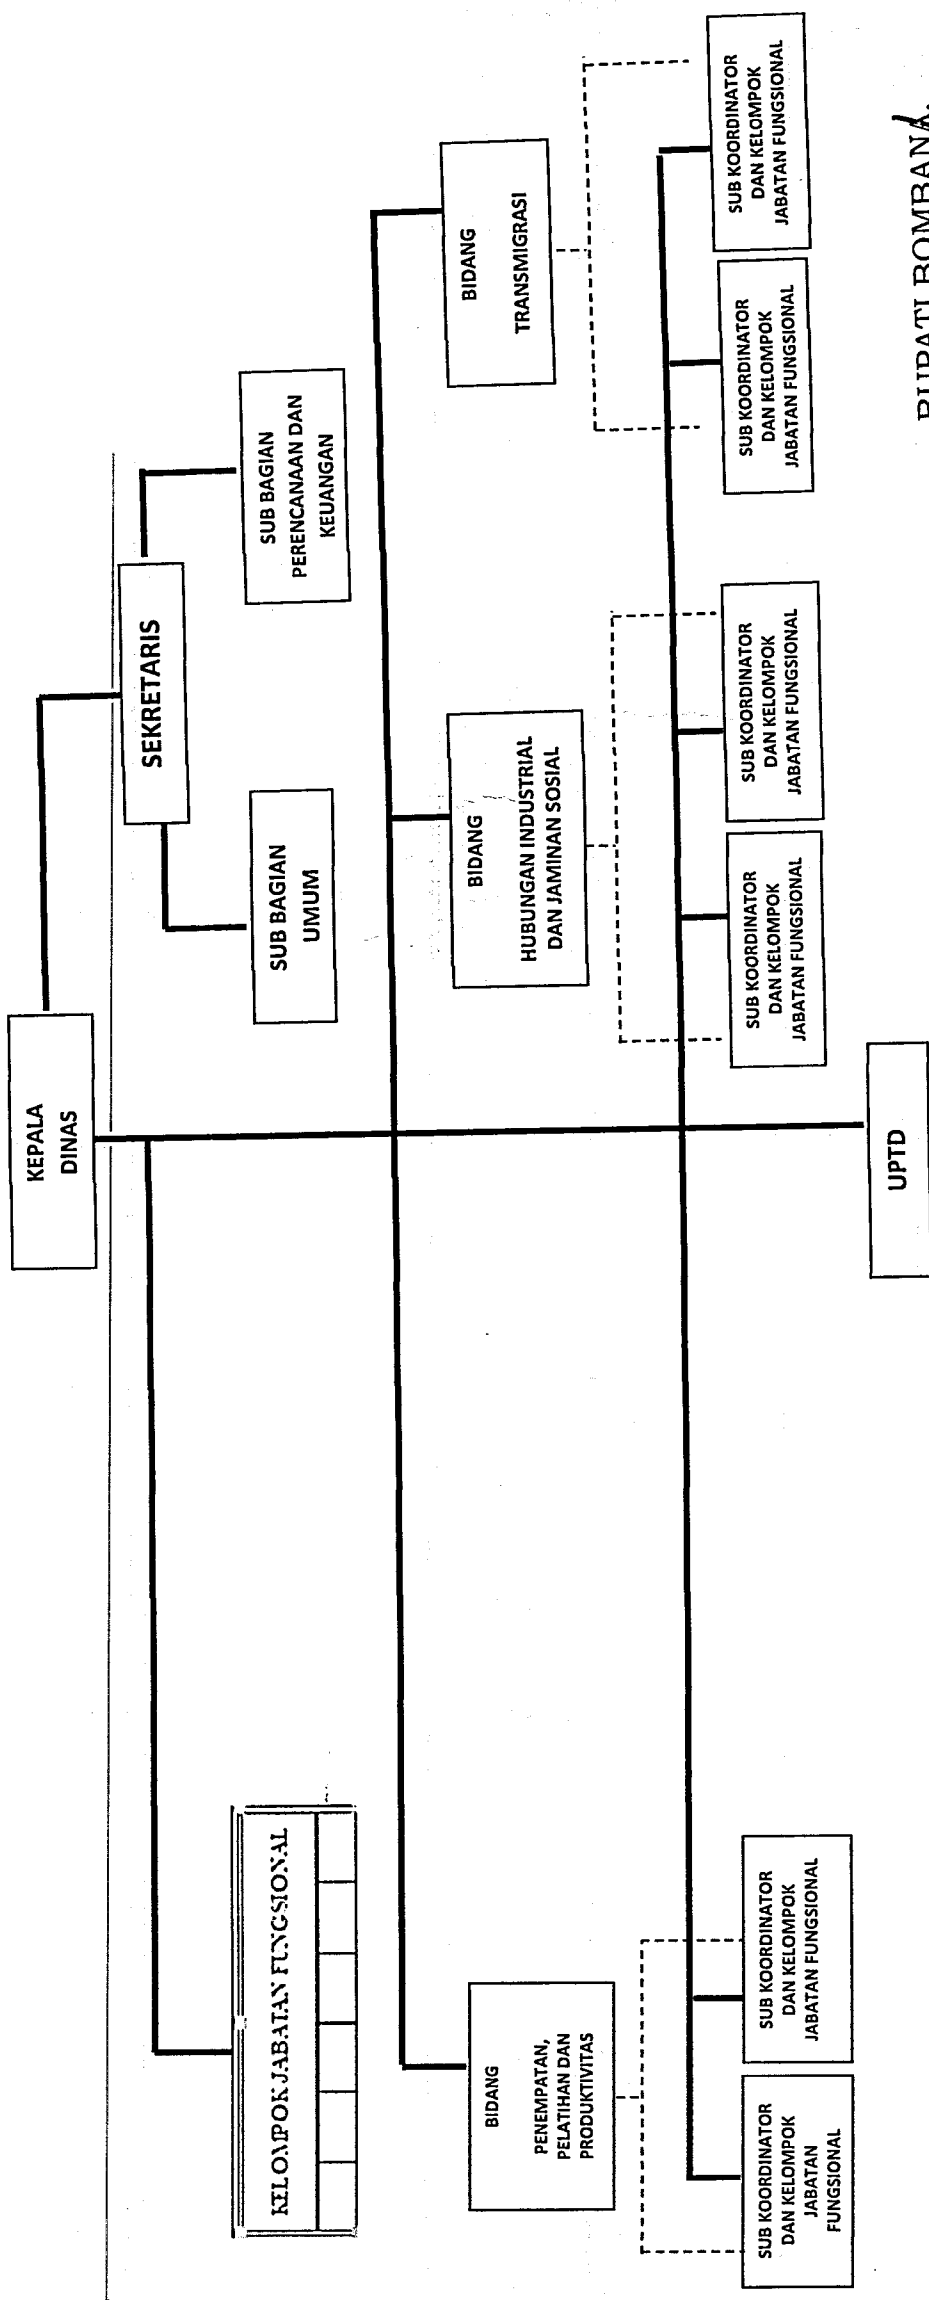 KEPALA
DINAS
SEKRETARIS
SUB BAGIAN
UMUM
SUB BAGIAN
PERENCANAAN DAN
KEUANGAN
KELOMPOK JABATAN FUNGSIONAL
BIDANG
PENEMPATAN,
PELATIHAN DAN
PRODUKTIVITAS
BIDANG
HUBUNGAN INDUSTRIAL
DAN JAMINAN SOSIAL
BIDANG
TRANSMIGRASI
SUB KOORDINATOR
DAN KELOMPOK
JABATAN
FUNGSIONAL
SUB KOORDINATOR
DAN KELOMPOK
JABATAN FUNGSIONAL
SUB KOORDINATOR
DAN KELOMPOK
JABATAN FUNGSIONAL
SUB KOORDINATOR
DAN KELOMPOK
JABATAN FUNGSIONAL
SUB KOORDINATOR
DAN KELOMPOK
JABATAN FUNGSIONAL
SUB KOORDINATOR
DAN KELOMPOK
JABATAN FUNGSIONAL
UPTD
BUPATI BOMBANA,